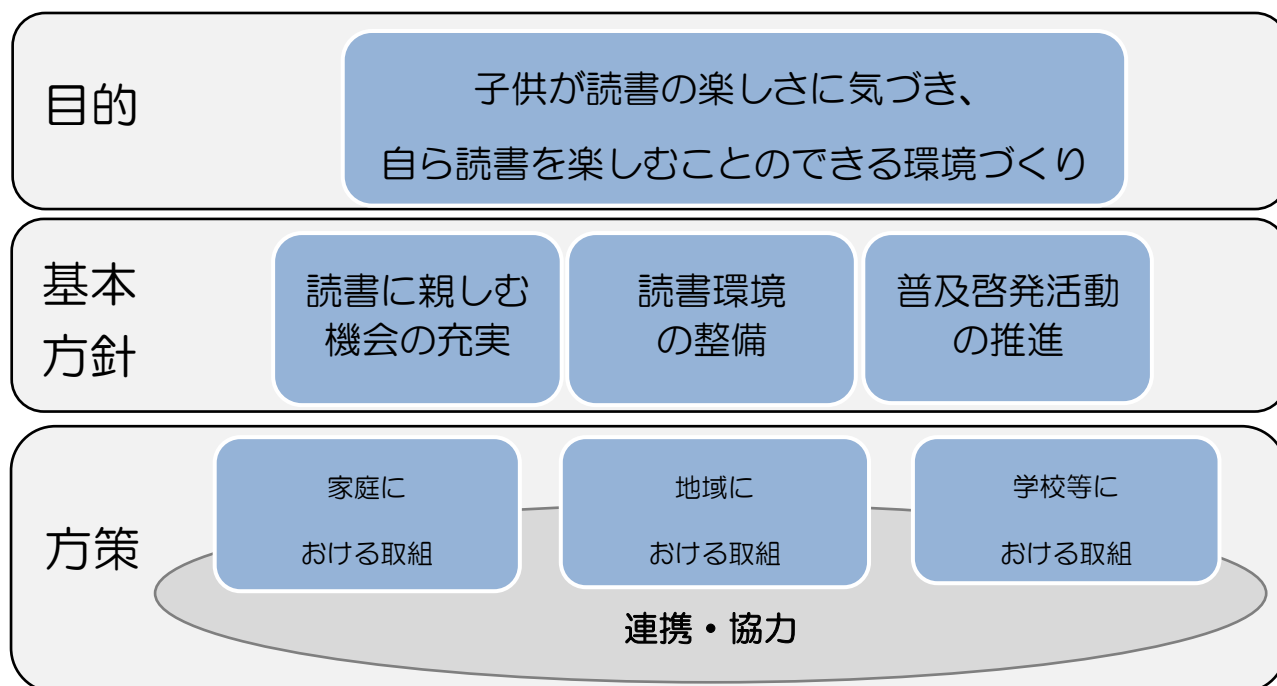 目的
子供が読書の楽しさに気づき、
自ら読書を楽しむことのできる環境づくり
基本
方針
読書に親しむ
機会の充実
読書環境
の整備
普及啓発活動
の推進
方策
家庭に
おける取組
地域に
おける取組
学校等に
おける取組
連携・協力